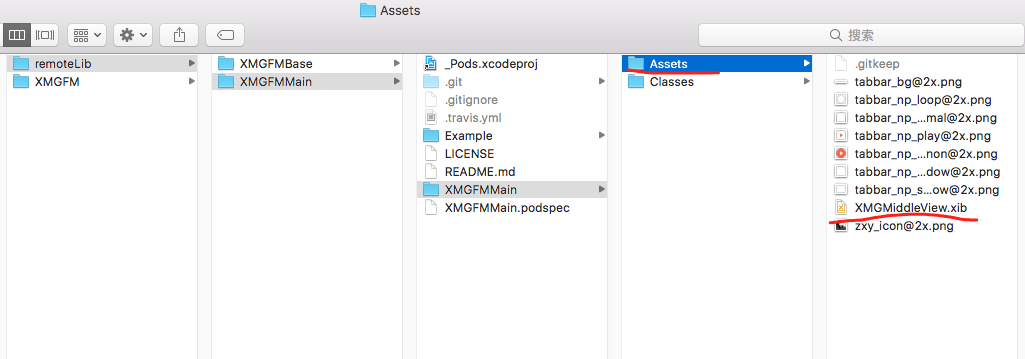 Assets
搜索
remoteLib
XMGFM
XMGFMBase
XMGFMMain
_Pods.xcodeproj
.git
.gitignore
.travis.yml
Example
LICENSE
README.md
XMGFMMain
XMGFMMain.podspec
Assets
Classes
.gitkeep
tabbar_bg@2x.png
tabbar_np_loop@2x.png
tabbar_np_...mal@2x.png
tabbar_np_play@2x.png
tabbar_np_...non@2x.png
tabbar_np_...dow@2x.png
tabbar_np_s...ow@2x.png
XMGMiddleView.xib
zxy_icon@2x.png